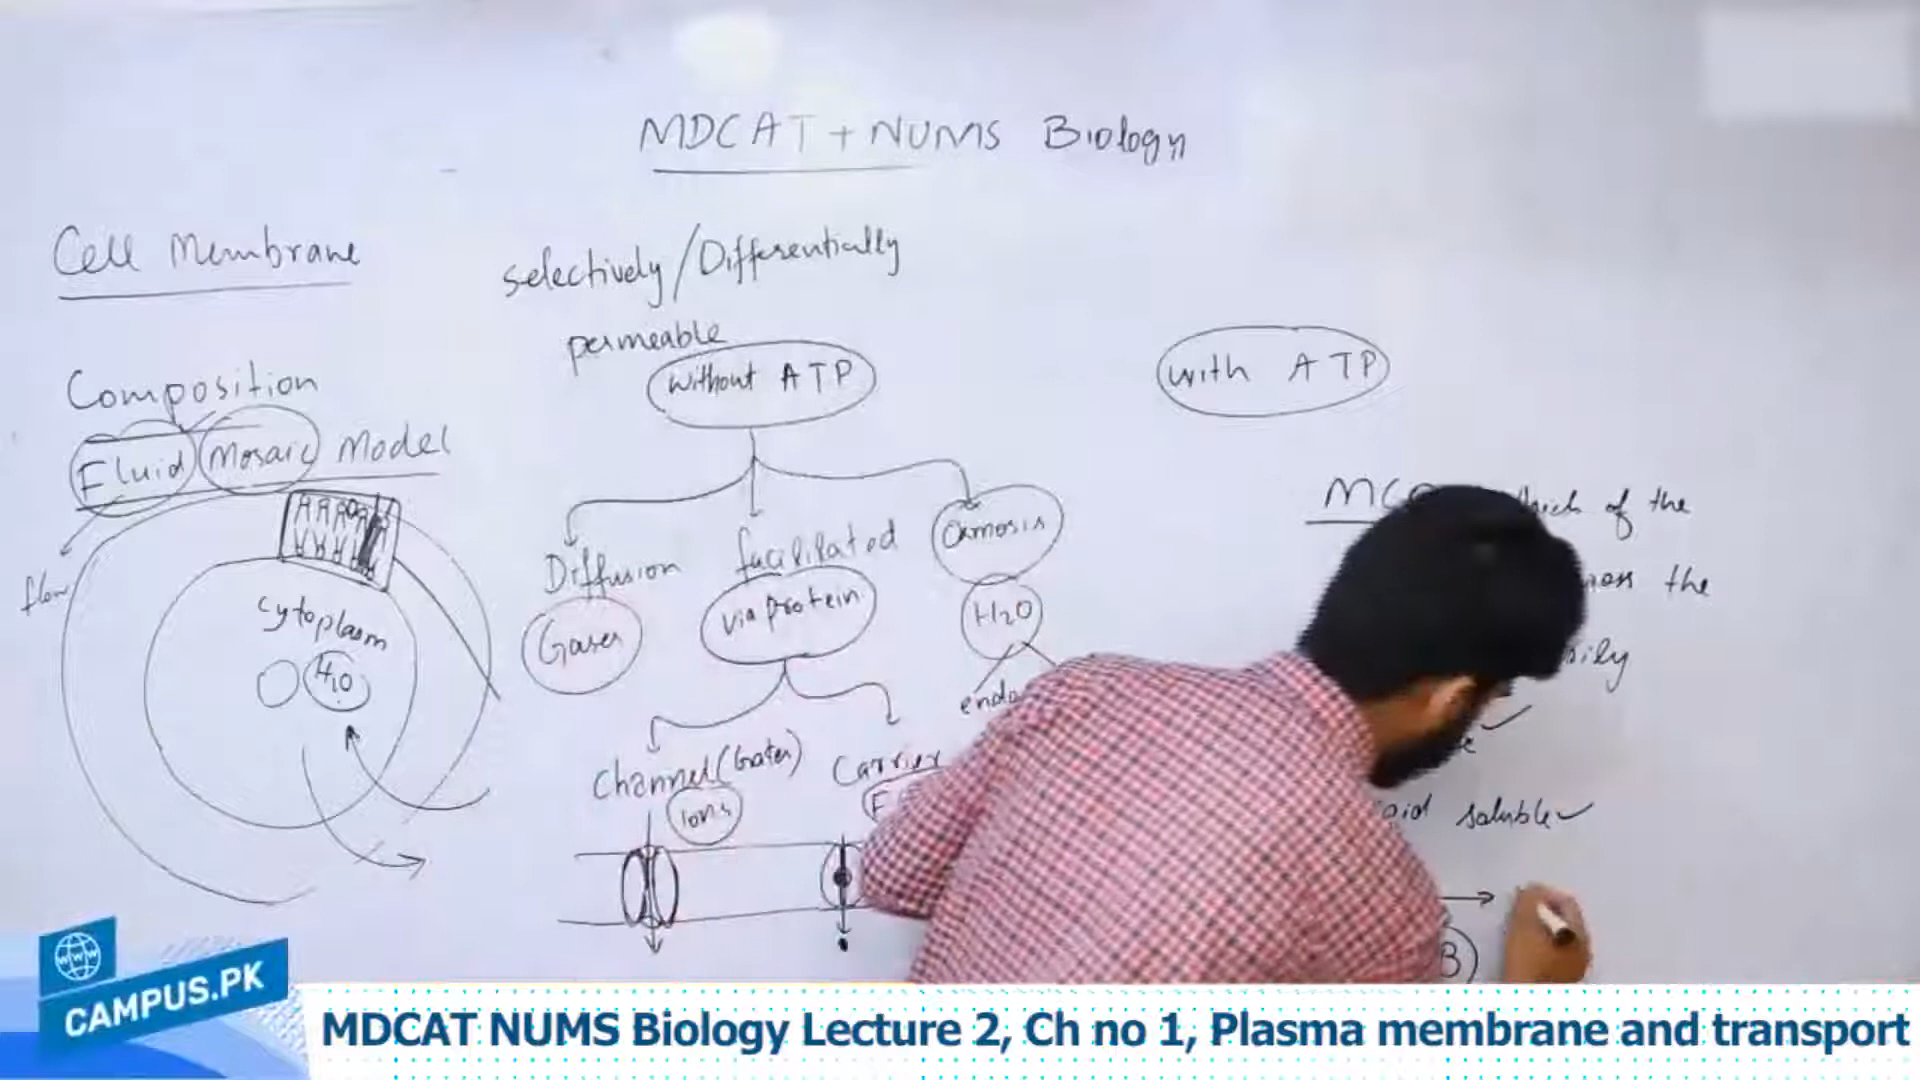 MDCAT + NUMS Biology
Cell Membrane
selectively/Differentially
permeable
Without ATP
with ATP
Composition
Fluid Mosaic Model
flow
Cytoplasm
H2O
Diffusion
facilitated
Osmosis
Gases
via Protein
H2O
endo
Channel (Gates)
Carrier
Ions
of the
the
soluble
WWW
CAMPUS.PK
MDCAT NUMS Biology Lecture 2, Ch no 1, Plasma membrane and transport